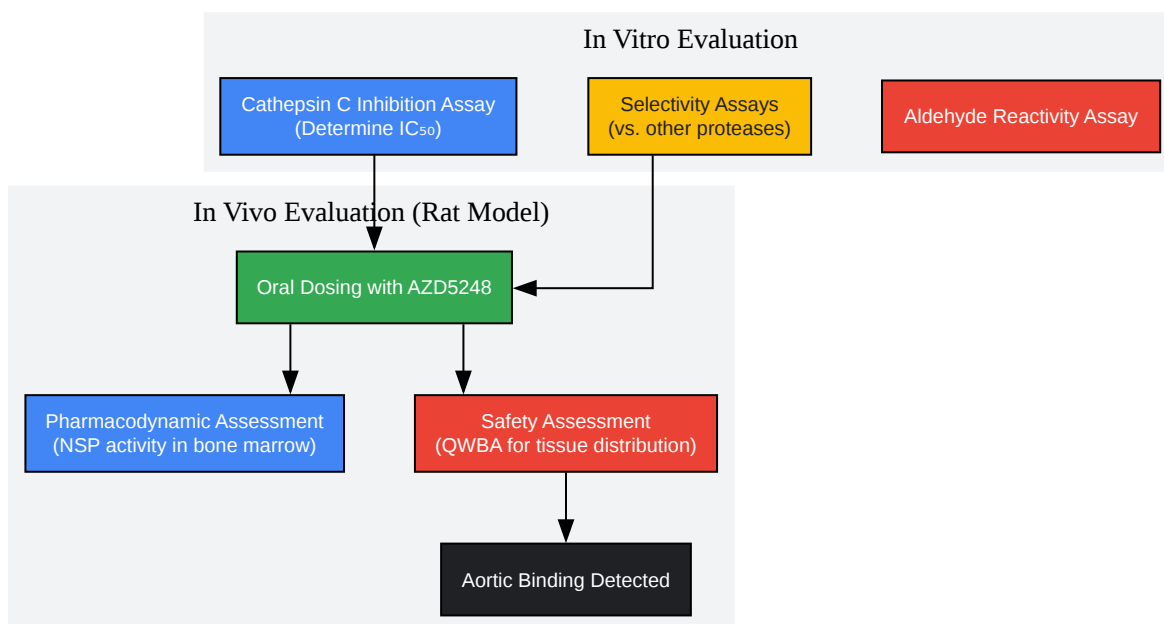 In Vitro Evaluation
Cathepsin C Inhibition Assay
(Determine IC₅₀)
Selectivity Assays
(vs. other proteases)
Aldehyde Reactivity Assay
In Vivo Evaluation (Rat Model)
Oral Dosing with AZD5248
Pharmacodynamic Assessment
(NSP activity in bone marrow)
Safety Assessment
(QWBA for tissue distribution)
Aortic Binding Detected